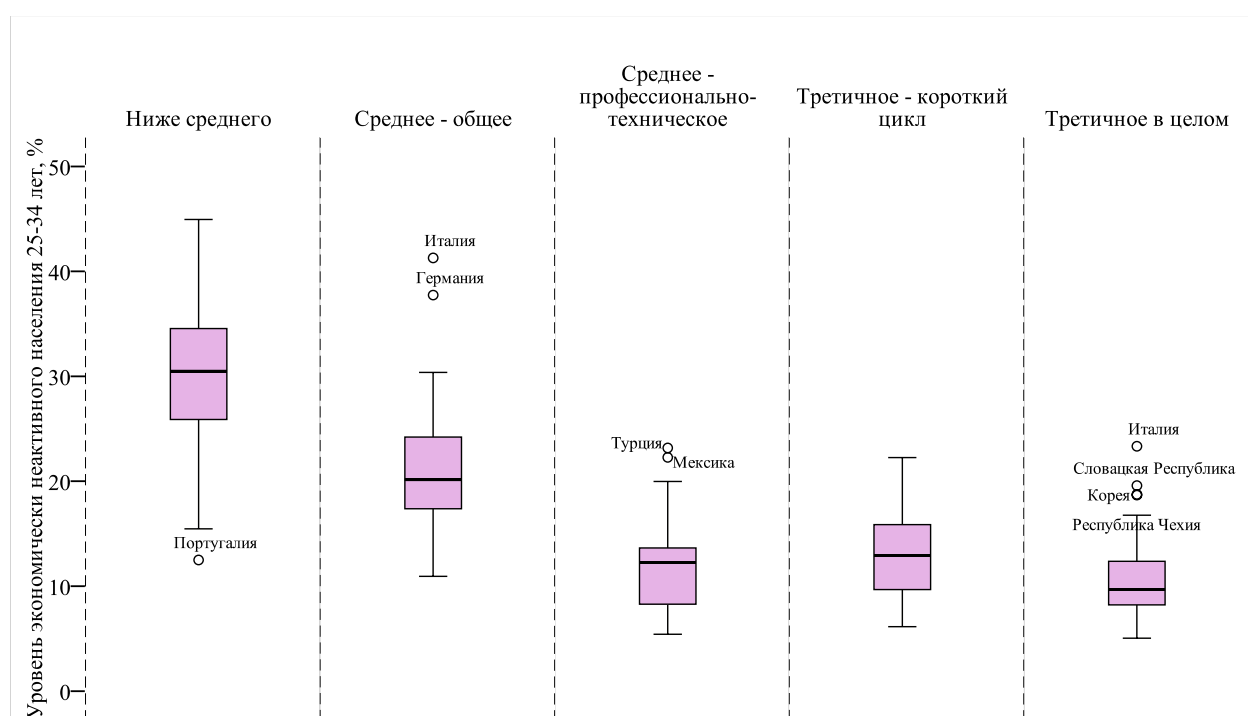 Ниже среднего
Среднее - общее
Среднее -
профессионально-
техническое
Третичное - короткий
цикл
Третичное в целом
Уровень экономически неактивного населения 25-34 лет, %
50
40
30
20
10
0
Португалия
Италия
Германия
Турция
Мексика
Италия
Словацкая Республика
Корея
Республика Чехия